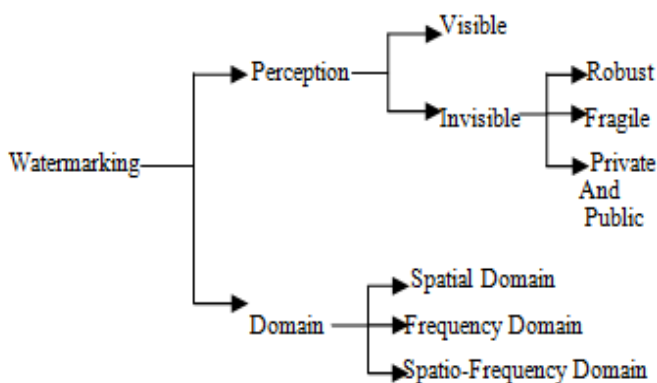 Visible
Perception
Robust
Invisible
Fragile
Watermarking
Private
And
Public
Spatial Domain
Domain
Frequency Domain
Spatio-Frequency Domain